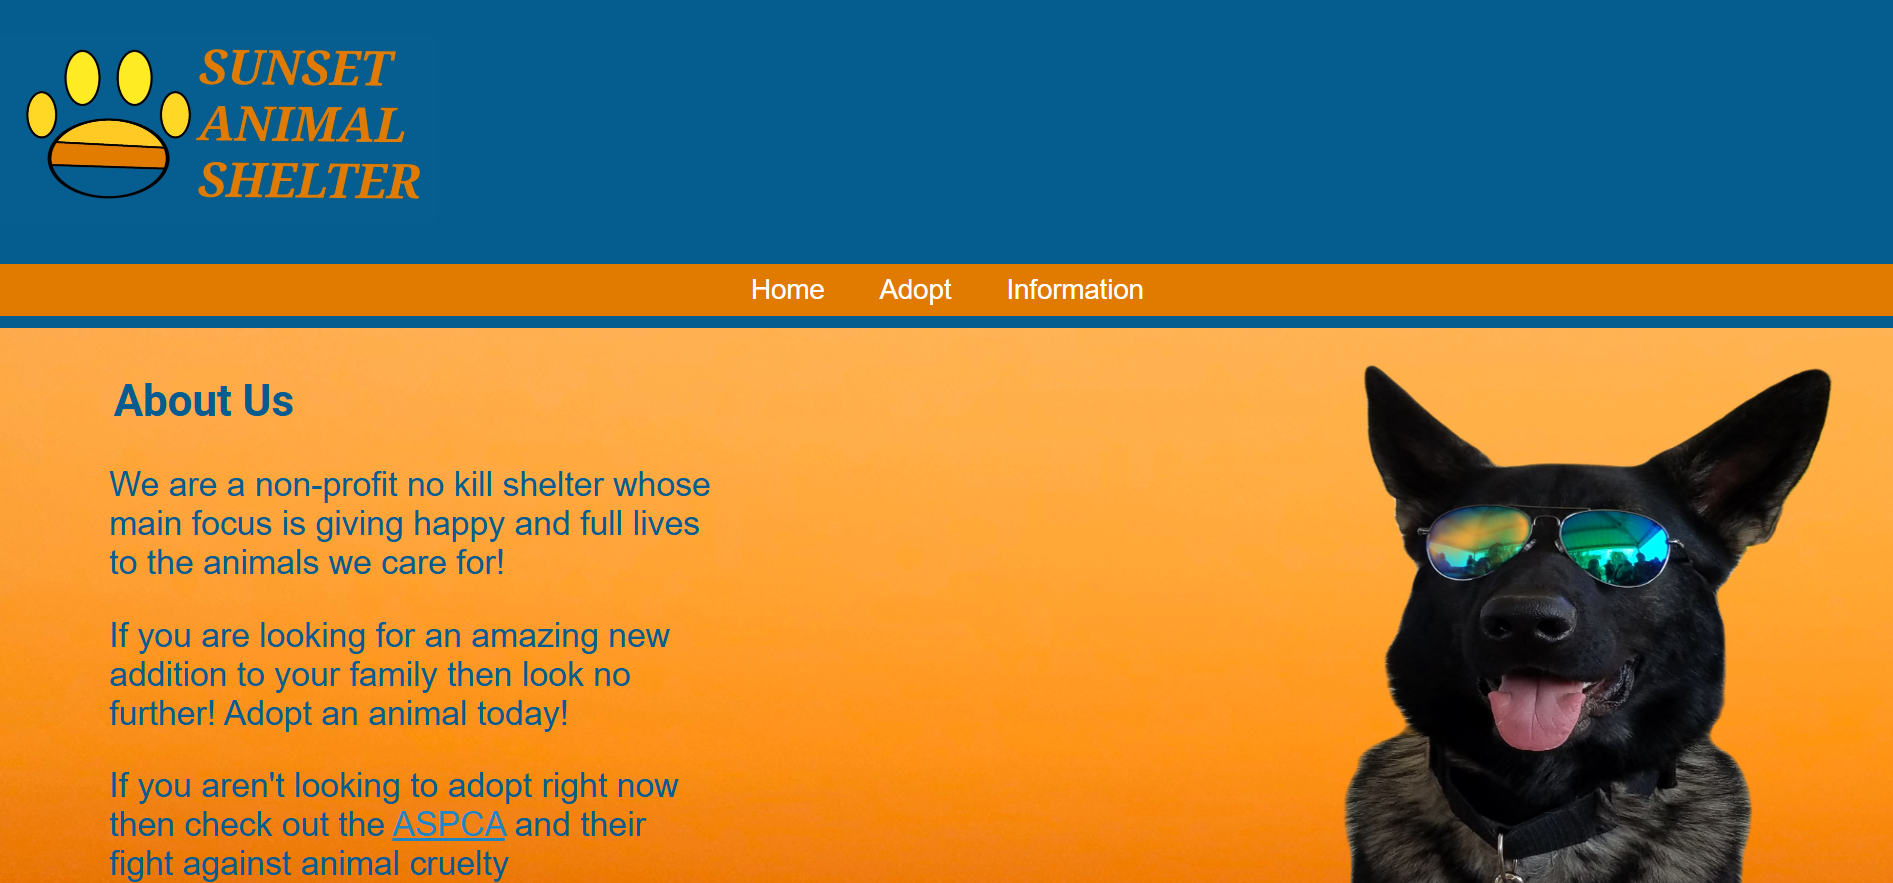 SUNSET
ANIMAL
SHELTER
Home Adopt Information
About Us
We are a non-profit no kill shelter whose
main focus is giving happy and full lives
to the animals we care for!
If you are looking for an amazing new
addition to your family then look no
further! Adopt an animal today!
If you aren't looking to adopt right now
then check out the ASPCA and their
fight against animal cruelty